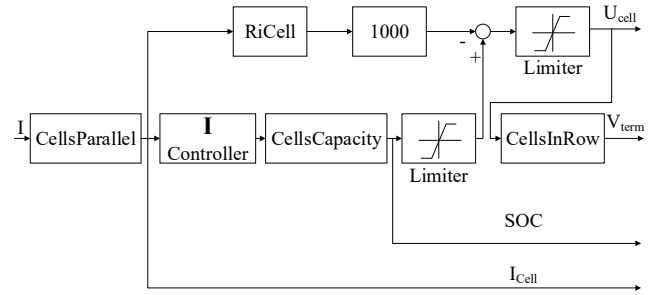 U_cell
RiCell
1000
-
+
Limiter
I
CellsParallel
I
Controller
CellsCapacity
Limiter
CellsInRow
V_term
SOC
I_Cell